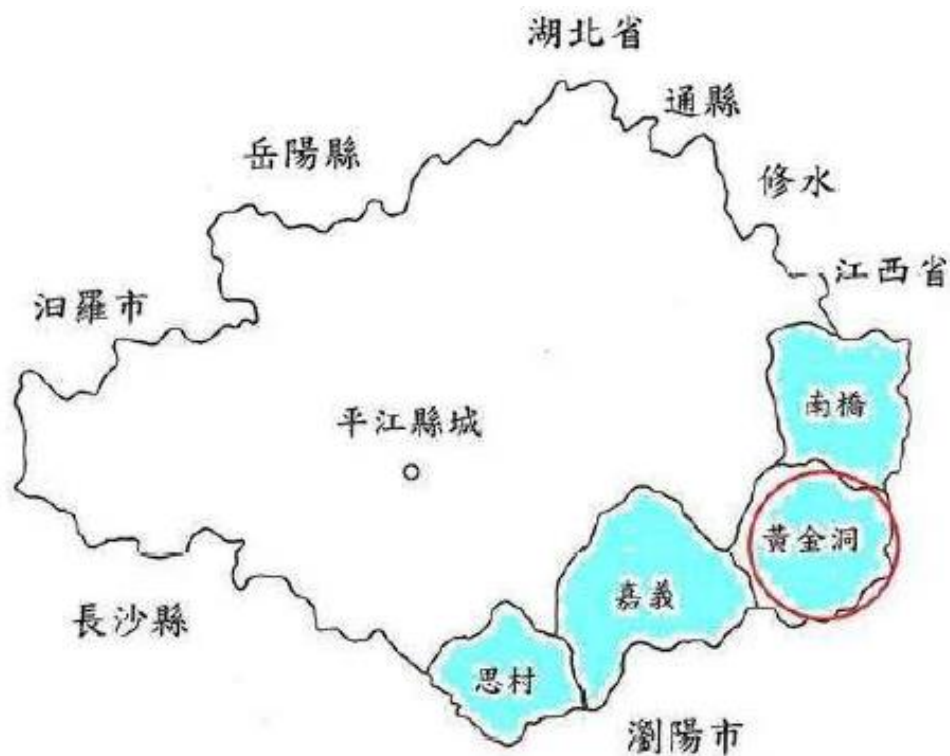 湖北省
通縣
岳陽縣
修水
江西省
汨羅市
南橋
平江縣城
黃金洞
嘉義
長沙縣
思村
瀏陽市